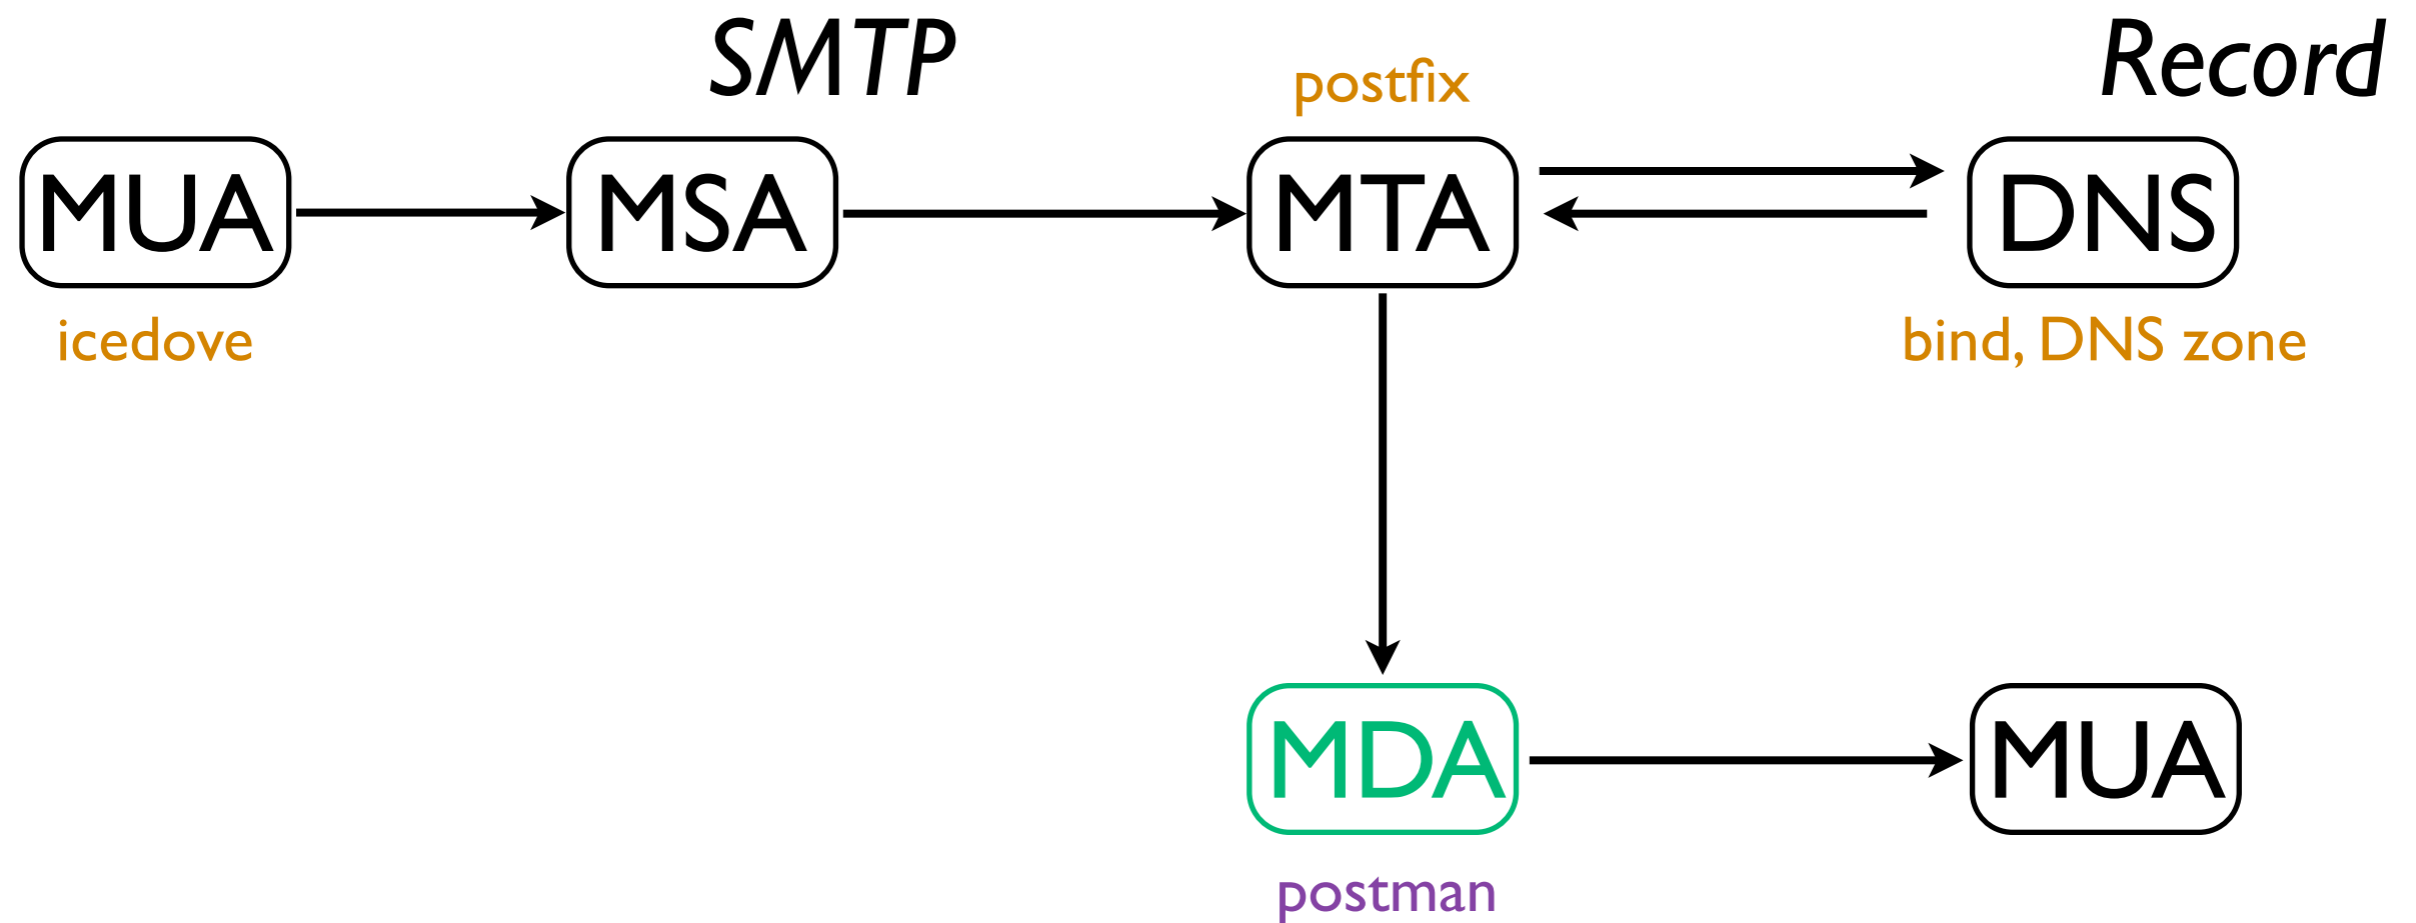 SMTP
Record
postfix
MUA
MSA
MTA
DNS
icedove
bind, DNS zone
MDA
MUA
postman